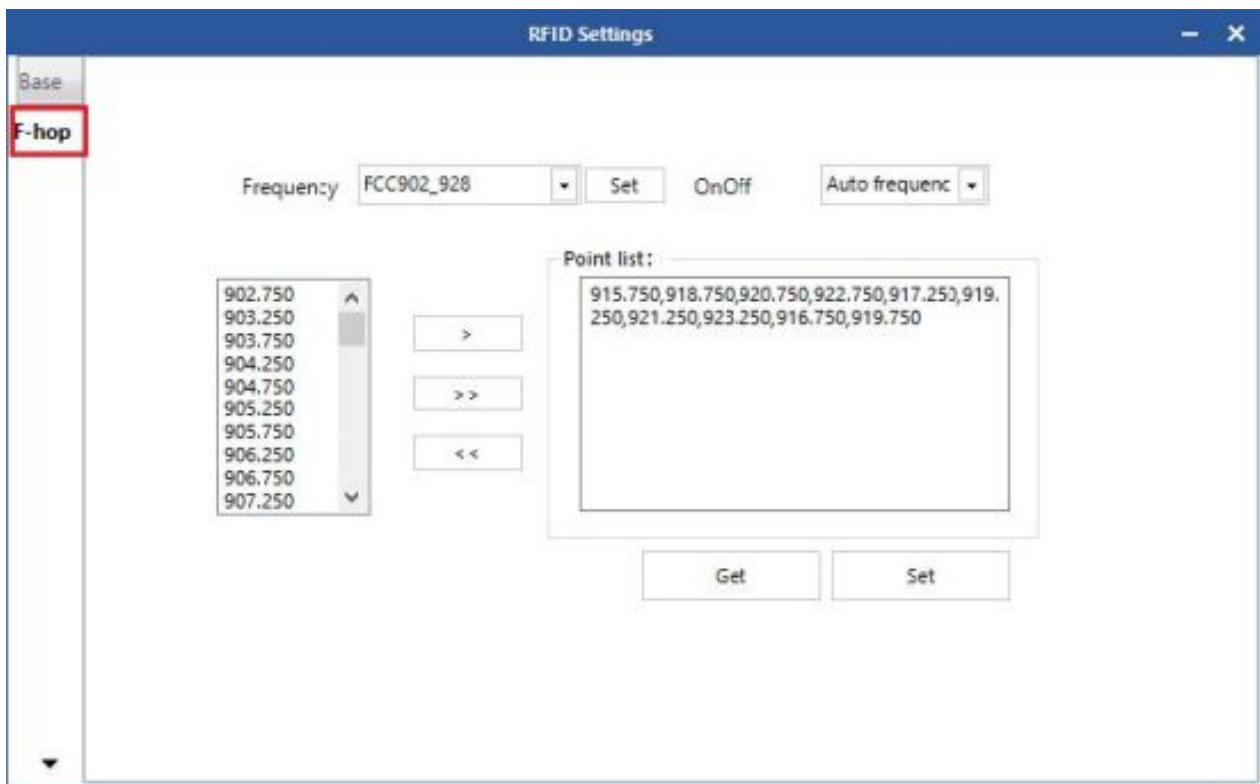 RFID Settings
Base
F-hop
Frequency FCC902_928 Set OnOff Auto frequenc
Point list:
902.750
903.250
903.750
904.250
904.750
905.250
905.750
906.250
906.750
907.250
>
>>
<<
915.750,918.750,920.750,922.750,917.250,919.
250,921.250,923.250,916.750,919.750
Get Set